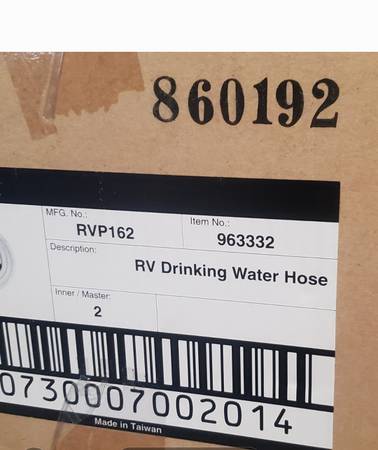 860192
MFG. No.: Item No.:
RVP162 963332
Description:
RV Drinking Water Hose
Inner / Master:
2
0730007002014
Made in Taiwan